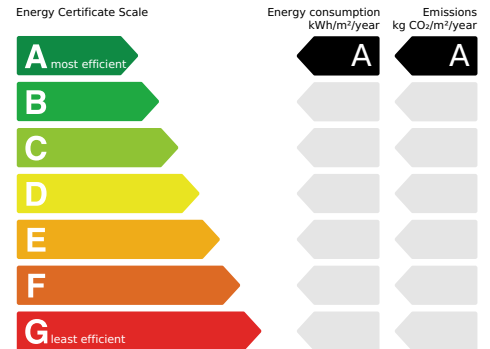 Energy Certificate Scale
Energy consumption
kWh/m²/year
Emissions
kg CO₂/m²/year
A most efficient
A
A
B
C
D
E
F
G least efficient